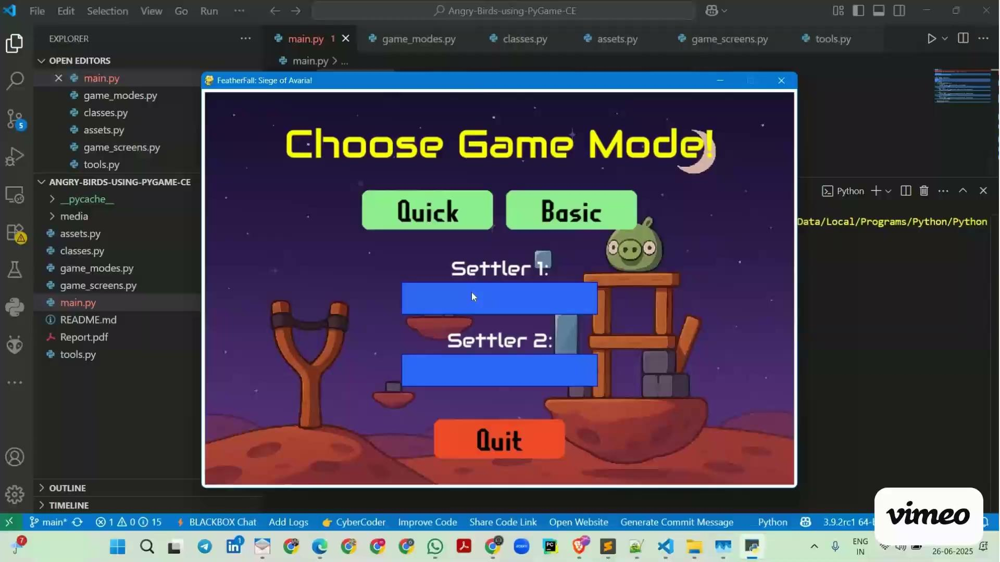 File Edit Selection View Go Run ...
Angry-Birds-using-PyGame-CE
EXPLORER
main.py 1
game_modes.py
classes.py
assets.py
game_screens.py
tools.py
OPEN EDITORS
main.py > ...
main.py
game_modes.py
classes.py
assets.py
game_screens.py
tools.py
ANGRY-BIRDS-USING-PYGAME-CE
__pycache__
media
assets.py
classes.py
game_modes.py
game_screens.py
main.py
README.md
Report.pdf
tools.py
OUTLINE
TIMELINE
FeatherFall: Siege of Avaria!
Choose Game Mode!
Quick
Basic
Settler 1:
Settler 2:
Quit
Python
Data/Local/Programs/Python/Python
5
main* 1 0 15 BLACKBOX Chat Add Logs CyberCoder Improve Code Share Code Link Open Website Generate Commit Message Python 3.9.2rc1 64-
vimeo
7
1
zoom
PC
ENG
IN
26-06-2025